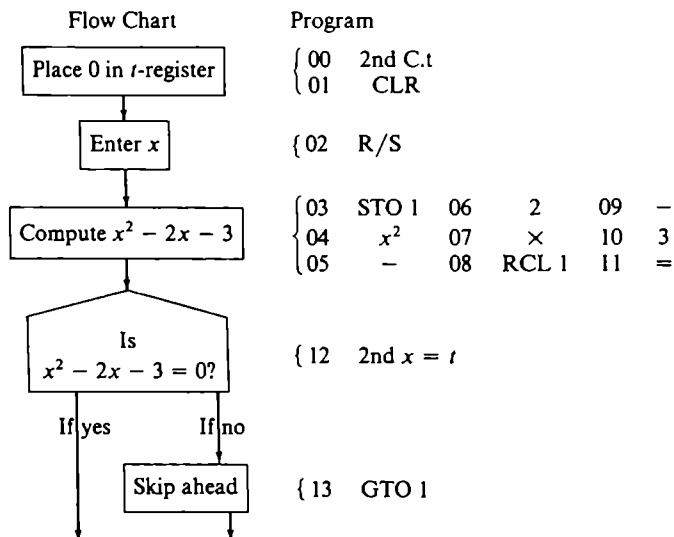 Flow Chart Program
Place 0 in t-register
{ 00 2nd C.t
01 CLR
Enter x
{ 02 R/S
Compute x² − 2x − 3
{ 03 STO 1 06 2 09 −
04 x² 07 × 10 3
05 − 08 RCL 1 11 =
Is
x² − 2x − 3 = 0?
{ 12 2nd x = t
If yes If no
Skip ahead
{ 13 GTO 1